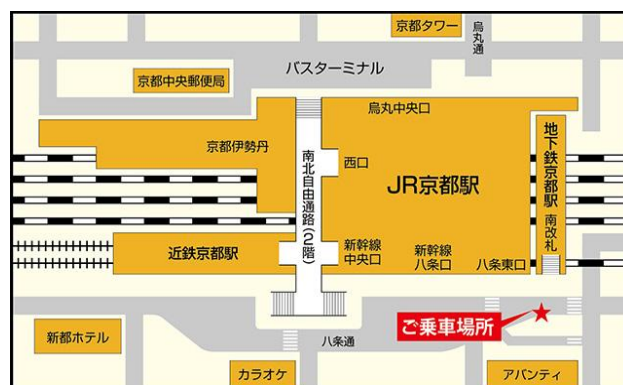 京都タワー
烏丸通
バスターミナル
京都中央郵便局
烏丸中央口
京都伊勢丹
南北自由通路(2階)
西口
JR京都駅
地下鉄京都駅
南改札
近鉄京都駅
新幹線
中央口
新幹線
八条口
八条東口
ご乗車場所
新都ホテル
八条通
カラオケ
アバンティ